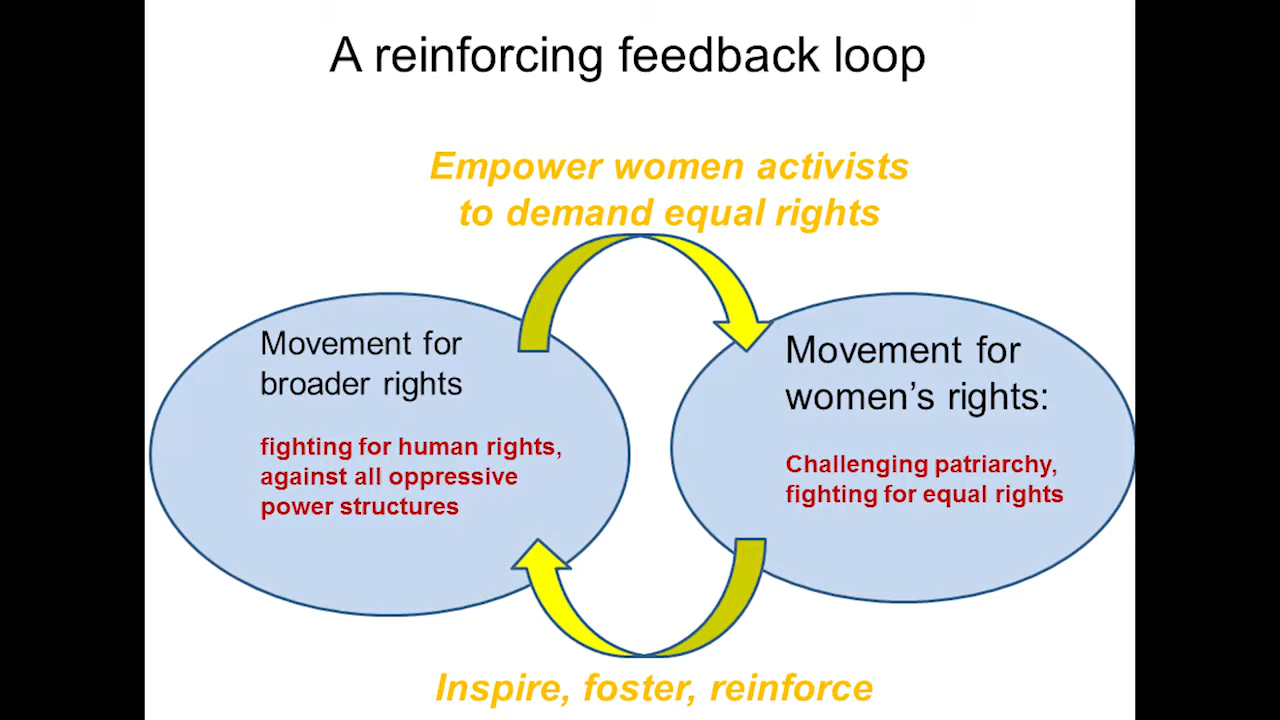 A reinforcing feedback loop
Empower women activists
to demand equal rights
Movement for
broader rights
fighting for human rights,
against all oppressive
power structures
Movement for
women’s rights:
Challenging patriarchy,
fighting for equal rights
Inspire, foster, reinforce